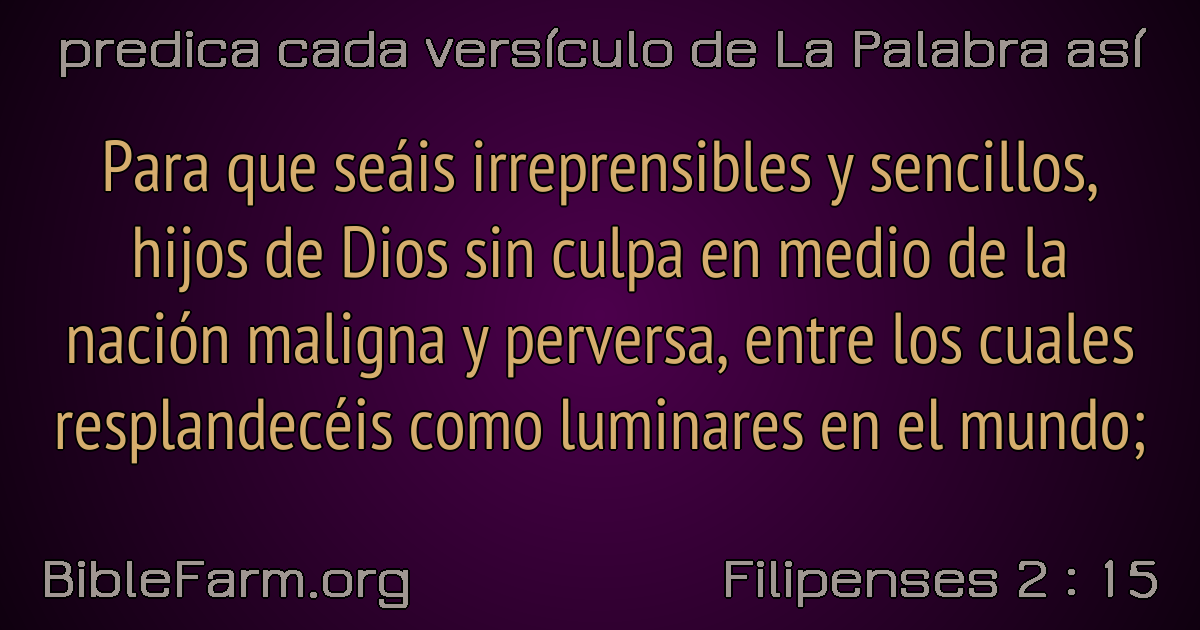 predica cada versículo de La Palabra así
Para que seáis irreprensibles y sencillos,
hijos de Dios sin culpa en medio de la
nación maligna y perversa, entre los cuales
resplandecéis como luminares en el mundo;
BibleFarm.org
Filipenses 2 : 15